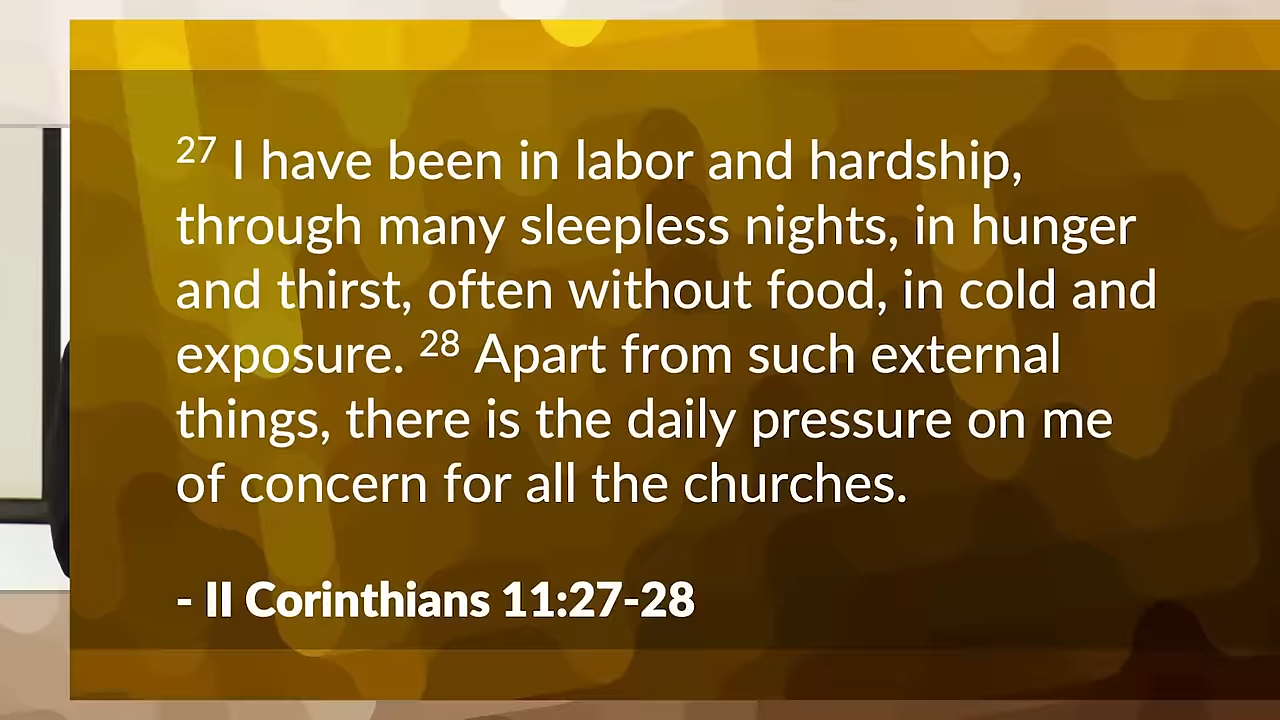 27 I have been in labor and hardship,
through many sleepless nights, in hunger
and thirst, often without food, in cold and
exposure. 28 Apart from such external
things, there is the daily pressure on me
of concern for all the churches.
- II Corinthians 11:27-28